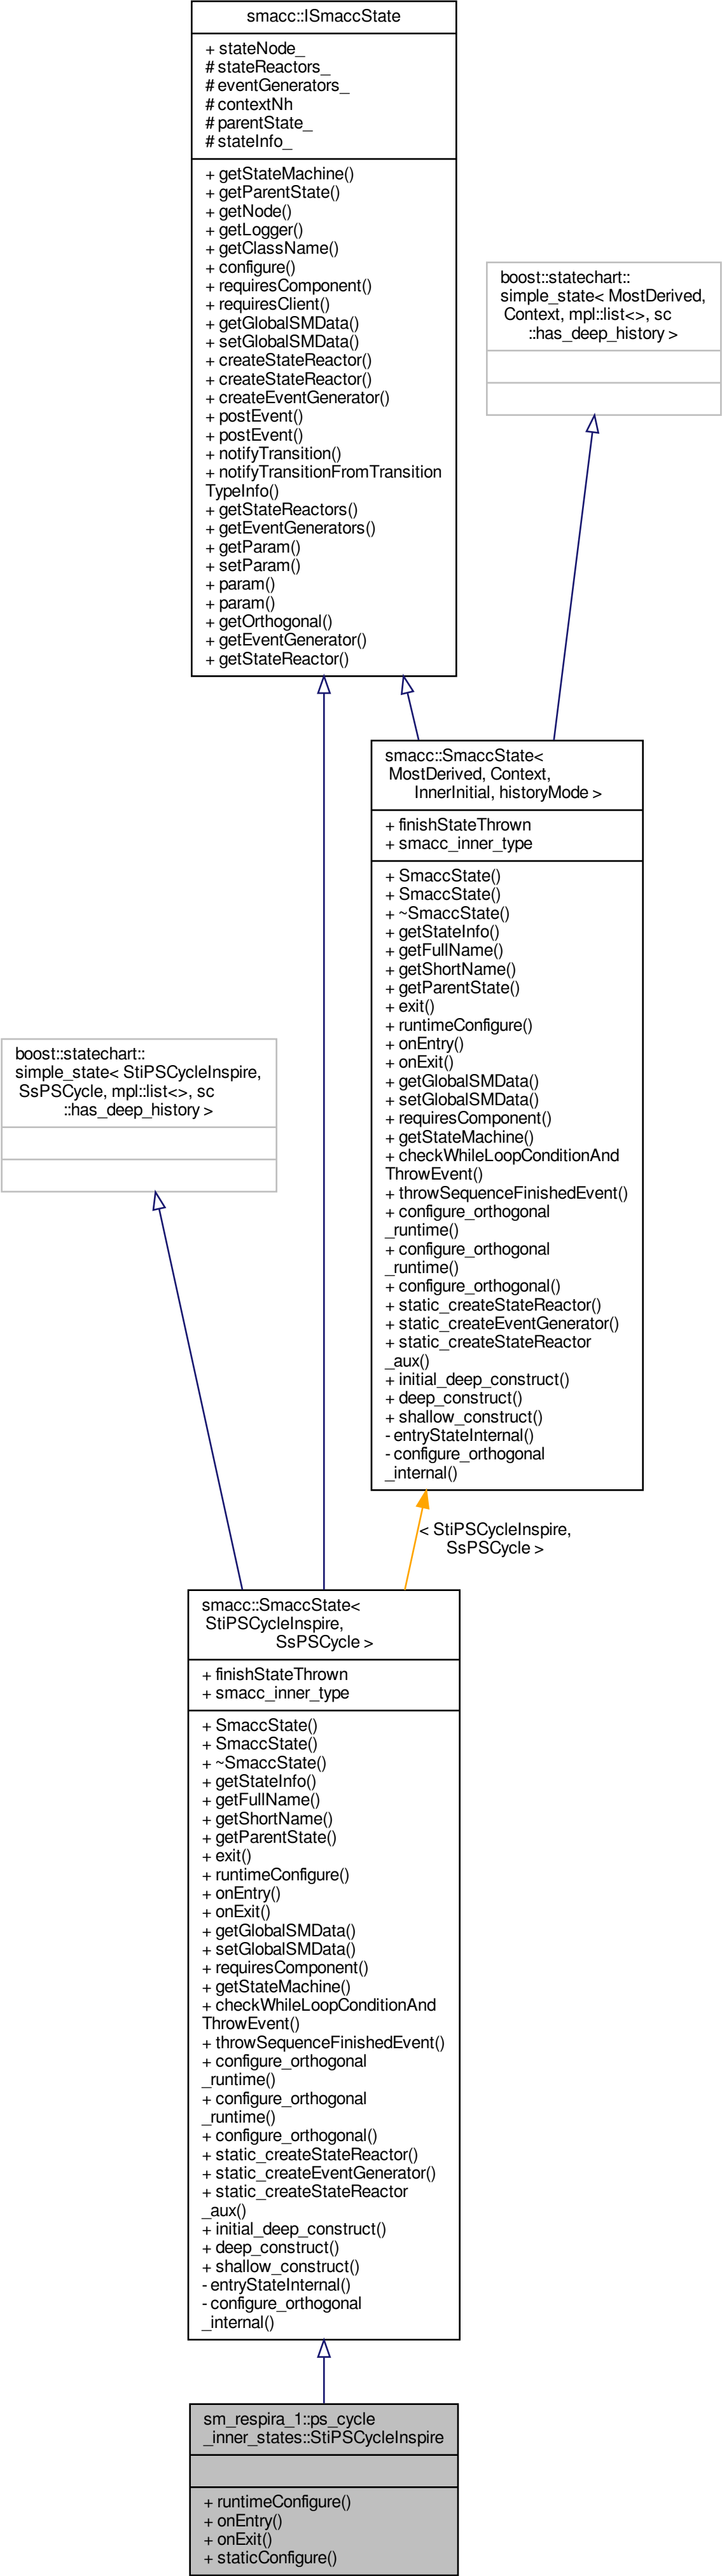 smacc::ISmaccState
+ stateNode_
# stateReactors_
# eventGenerators_
# contextNh
# parentState_
# stateInfo_
+ getStateMachine()
+ getParentState()
+ getNode()
+ getLogger()
+ getClassName()
+ configure()
+ requiresComponent()
+ requiresClient()
+ getGlobalSMData()
+ setGlobalSMData()
+ createStateReactor()
+ createStateReactor()
+ createEventGenerator()
+ postEvent()
+ postEvent()
+ notifyTransition()
+ notifyTransitionFromTransition
TypeInfo()
+ getStateReactors()
+ getEventGenerators()
+ getParam()
+ setParam()
+ param()
+ param()
+ getOrthogonal()
+ getEventGenerator()
+ getStateReactor()
boost::statechart::
simple_state< MostDerived,
Context, mpl::list<>, sc
::has_deep_history >
smacc::SmaccState<
MostDerived, Context,
InnerInitial, historyMode >
+ finishStateThrown
+ smacc_inner_type
+ SmaccState()
+ SmaccState()
+ ~SmaccState()
+ getStateInfo()
+ getFullName()
+ getShortName()
+ getParentState()
+ exit()
+ runtimeConfigure()
+ onEntry()
+ onExit()
+ getGlobalSMData()
+ setGlobalSMData()
+ requiresComponent()
+ getStateMachine()
+ checkWhileLoopConditionAnd
ThrowEvent()
+ throwSequenceFinishedEvent()
+ configure_orthogonal
_runtime()
+ configure_orthogonal
_runtime()
+ configure_orthogonal()
+ static_createStateReactor()
+ static_createEventGenerator()
+ static_createStateReactor
_aux()
+ initial_deep_construct()
+ deep_construct()
+ shallow_construct()
- entryStateInternal()
- configure_orthogonal
_internal()
boost::statechart::
simple_state< StiPSCycleInspire,
SsPSCycle, mpl::list<>, sc
::has_deep_history >
< StiPSCycleInspire,
SsPSCycle >
smacc::SmaccState<
StiPSCycleInspire,
SsPSCycle >
+ finishStateThrown
+ smacc_inner_type
+ SmaccState()
+ SmaccState()
+ ~SmaccState()
+ getStateInfo()
+ getFullName()
+ getShortName()
+ getParentState()
+ exit()
+ runtimeConfigure()
+ onEntry()
+ onExit()
+ getGlobalSMData()
+ setGlobalSMData()
+ requiresComponent()
+ getStateMachine()
+ checkWhileLoopConditionAnd
ThrowEvent()
+ throwSequenceFinishedEvent()
+ configure_orthogonal
_runtime()
+ configure_orthogonal
_runtime()
+ configure_orthogonal()
+ static_createStateReactor()
+ static_createEventGenerator()
+ static_createStateReactor
_aux()
+ initial_deep_construct()
+ deep_construct()
+ shallow_construct()
- entryStateInternal()
- configure_orthogonal
_internal()
sm_respira_1::ps_cycle
_inner_states::StiPSCycleInspire
+ runtimeConfigure()
+ onEntry()
+ onExit()
+ staticConfigure()